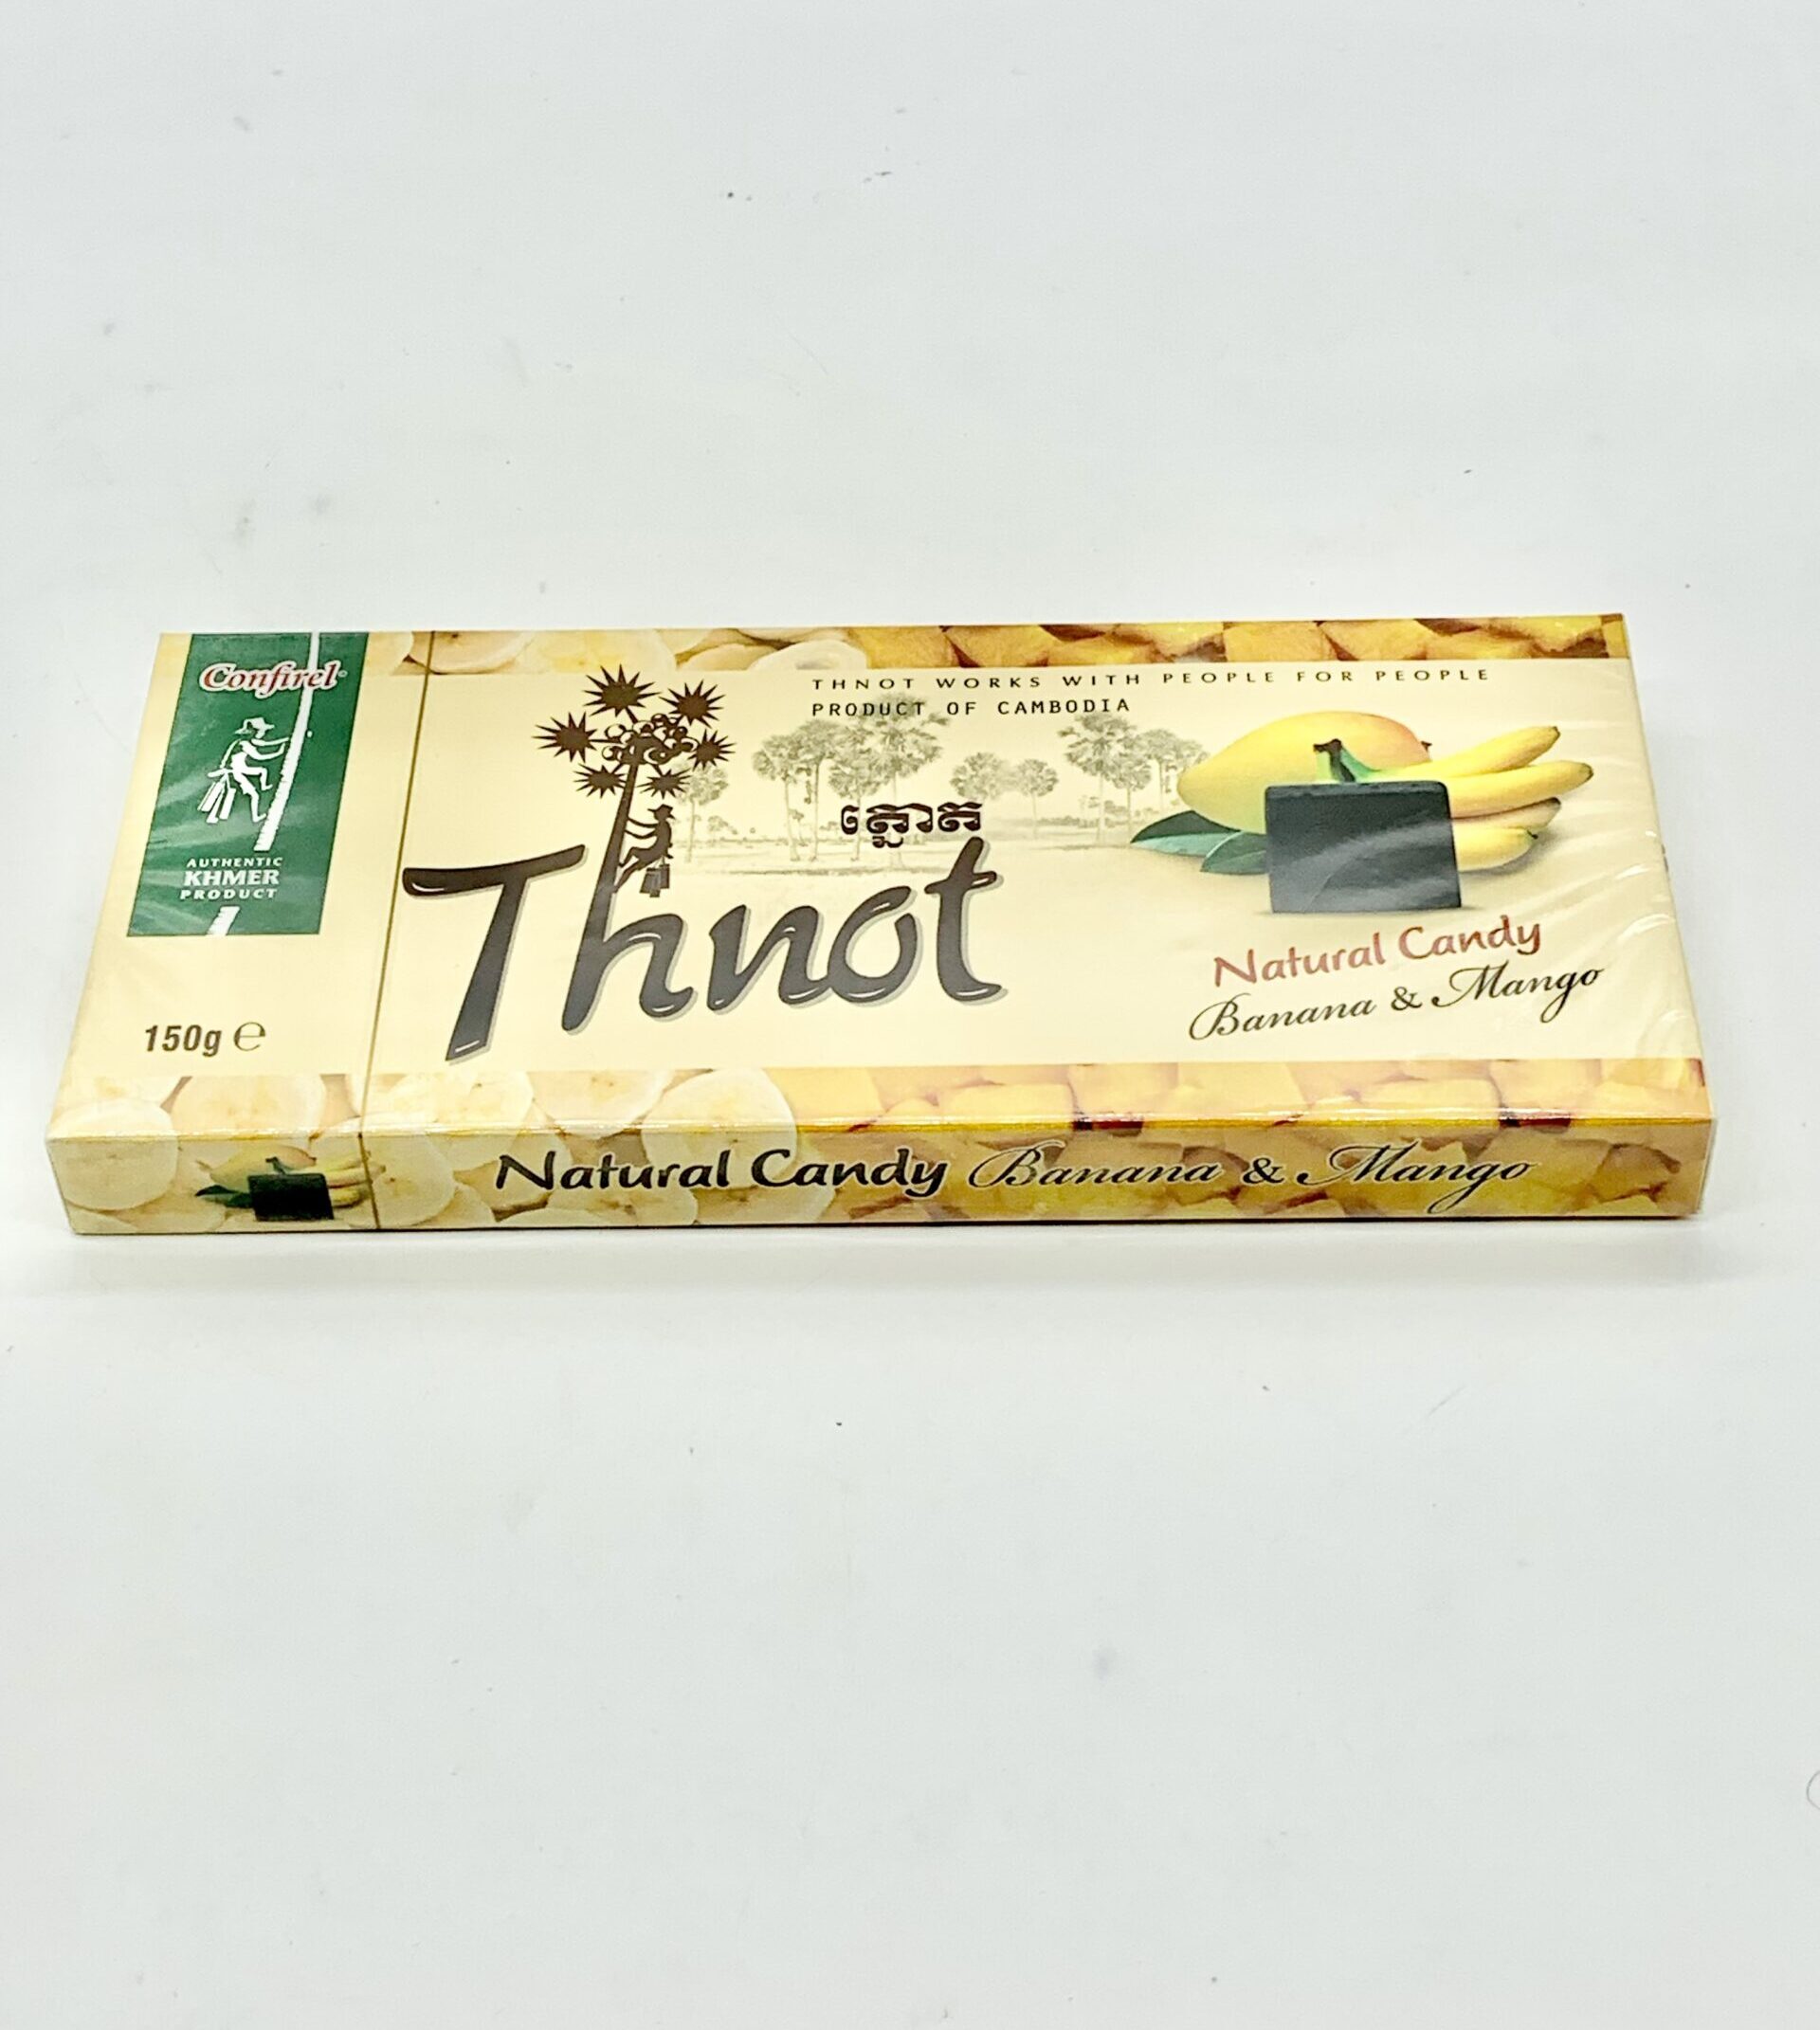 Confirel
AUTHENTIC
KHMER
PRODUCT
150g ℮
THNOT WORKS WITH PEOPLE FOR PEOPLE
PRODUCT OF CAMBODIA
ត្នោត
Thnot
Natural Candy
Banana & Mango
Natural Candy Banana & Mango